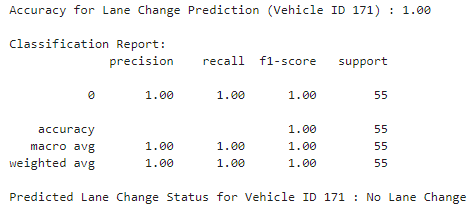 Accuracy for Lane Change Prediction (Vehicle ID 171) : 1.00
Classification Report:
precision recall f1-score support
0 1.00 1.00 1.00 55
accuracy 1.00 55
macro avg 1.00 1.00 1.00 55
weighted avg 1.00 1.00 1.00 55
Predicted Lane Change Status for Vehicle ID 171 : No Lane Change